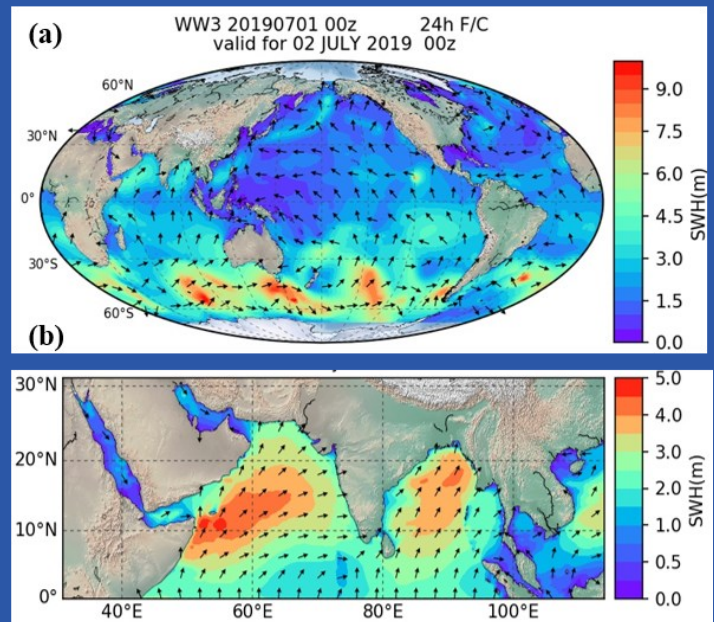 (a)
WW3 20190701 00z 24h F/C
valid for 02 JULY 2019 00z
60°N
30°N
0°
30°S
60°S
9.0
7.5
6.0
4.5
3.0
1.5
0.0
SWH(m)
(b)
30°N
20°N
10°N
0°
40°E
60°E
80°E
100°E
5.0
4.0
3.0
2.0
1.0
0.5
0.0
SWH(m)